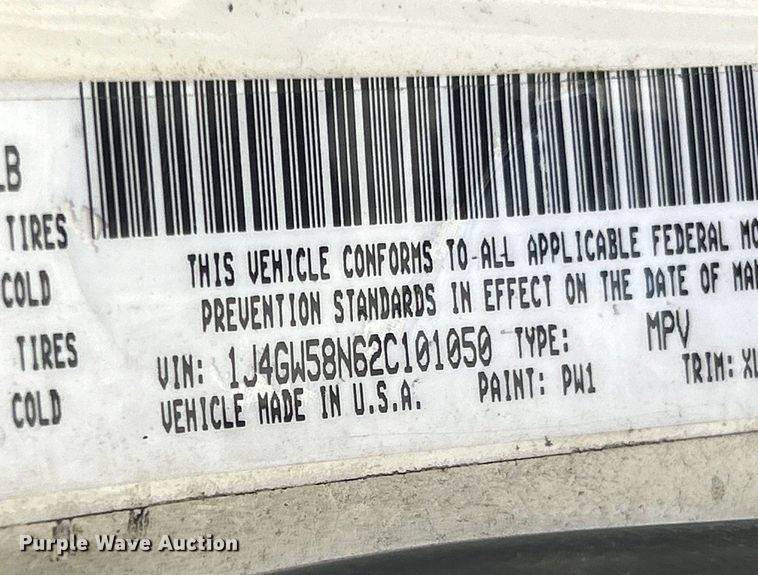 LB
TIRES
COLD
TIRES
COLD
THIS VEHICLE CONFORMS TO ALL APPLICABLE FEDERAL MO
PREVENTION STANDARDS IN EFFECT ON THE DATE OF MAN
VIN: 1J4GW58N62C101050 TYPE: MPV
VEHICLE MADE IN U.S.A. PAINT: PW1 TRIM: XL
Purple Wave Auction